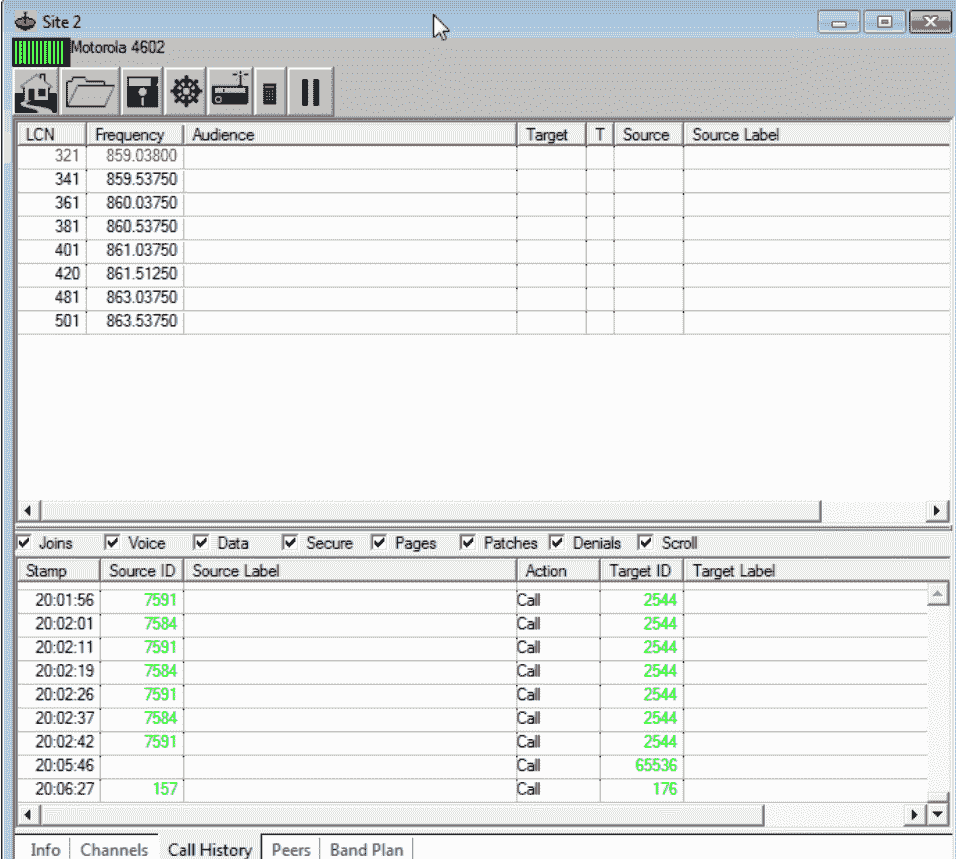 Site 2
Motorola 4602
LCN Frequency Audience Target T Source Source Label
321 859.03800
341 859.53750
361 860.03750
381 860.53750
401 861.03750
420 861.51250
481 863.03750
501 863.53750
Joins Voice Data Secure Pages Patches Denials Scroll
Stamp Source ID Source Label Action Target ID Target Label
20:01:56 7591 Call 2544
20:02:01 7584 Call 2544
20:02:11 7591 Call 2544
20:02:19 7584 Call 2544
20:02:26 7591 Call 2544
20:02:37 7584 Call 2544
20:02:42 7591 Call 2544
20:05:46 Call 65536
20:06:27 157 Call 176
Info Channels Call History Peers Band Plan